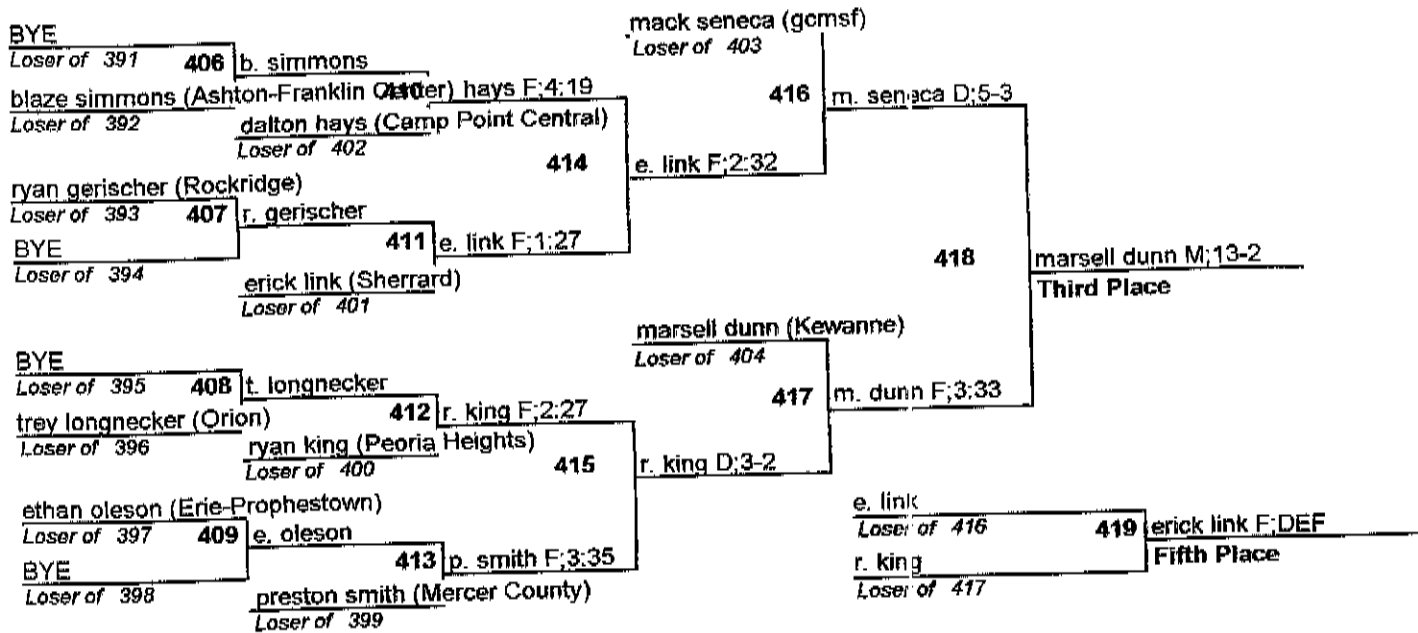 BYE
Loser of 391
406
b. simmons
blaze simmons (Ashton-Franklin Center)
Loser of 392
410
hays F;4:19
dalton hays (Camp Point Central)
Loser of 402
ryan gerischer (Rockridge)
Loser of 393
407
r. gerischer
BYE
Loser of 394
411
e. link F;1:27
erick link (Sherrard)
Loser of 401
414
e. link F;2:32
mack seneca (gcmsf)
Loser of 403
416
m. seneca D;5-3
BYE
Loser of 395
408
t. longnecker
trey longnecker (Orion)
Loser of 396
412
r. king F;2:27
ryan king (Peoria Heights)
Loser of 400
ethan oleson (Erie-Prophestown)
Loser of 397
409
e. oleson
BYE
Loser of 398
413
p. smith F;3:35
preston smith (Mercer County)
Loser of 399
415
r. king D;3-2
marsell dunn (Kewanne)
Loser of 404
417
m. dunn F;3:33
418
marsell dunn M;13-2
Third Place
e. link
Loser of 416
r. king
Loser of 417
419
erick link F;DEF
Fifth Place